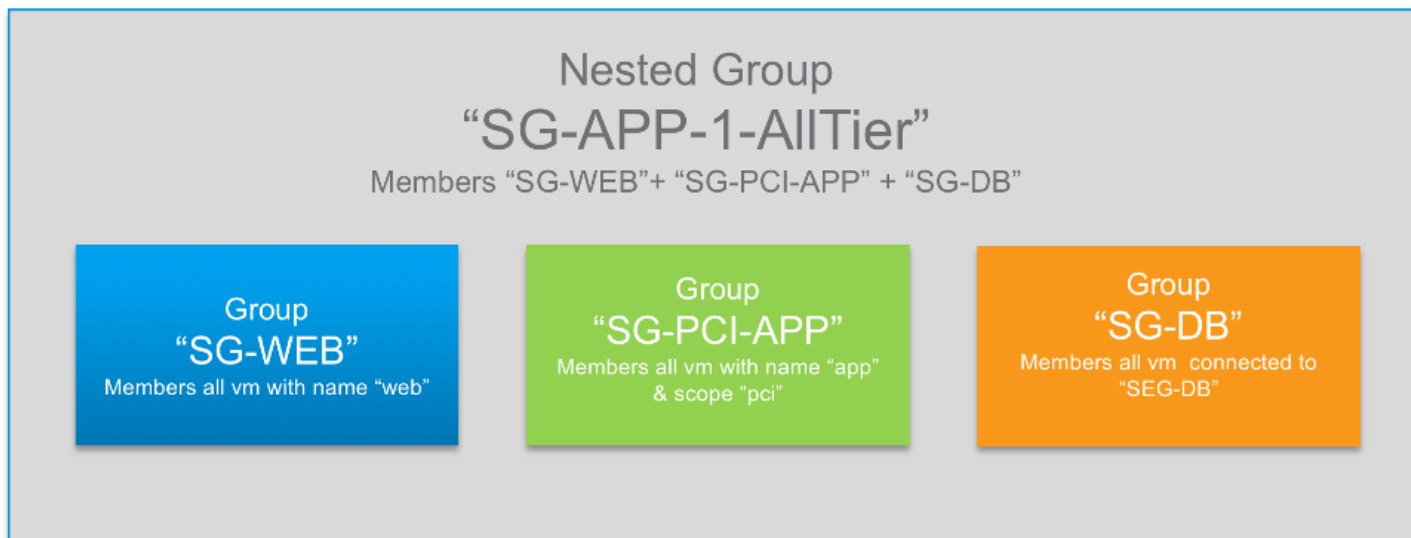 Nested Group
“SG-APP-1-AllTier”
Members “SG-WEB”+ “SG-PCI-APP” + “SG-DB”
Group
“SG-WEB”
Members all vm with name “web”
Group
“SG-PCI-APP”
Members all vm with name “app”
& scope “pci”
Group
“SG-DB”
Members all vm connected to
“SEG-DB”